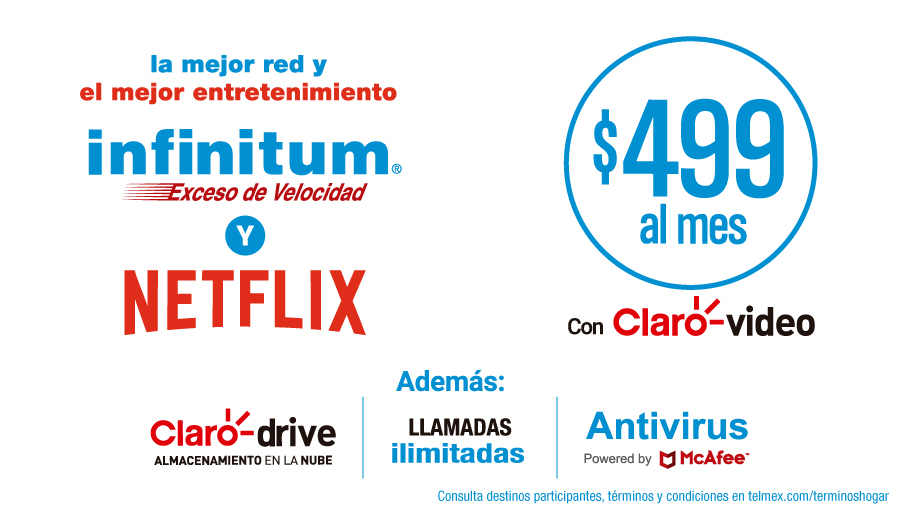 la mejor red y
el mejor entretenimiento
infinitum®
Exceso de Velocidad
Y
NETFLIX
$499
al mes
Con Claro-video
Además:
Claro-drive
ALMACENAMIENTO EN LA NUBE
LLAMADAS
ilimitadas
Antivirus
Powered by McAfee™
Consulta destinos participantes, términos y condiciones en telmex.com/terminoshogar